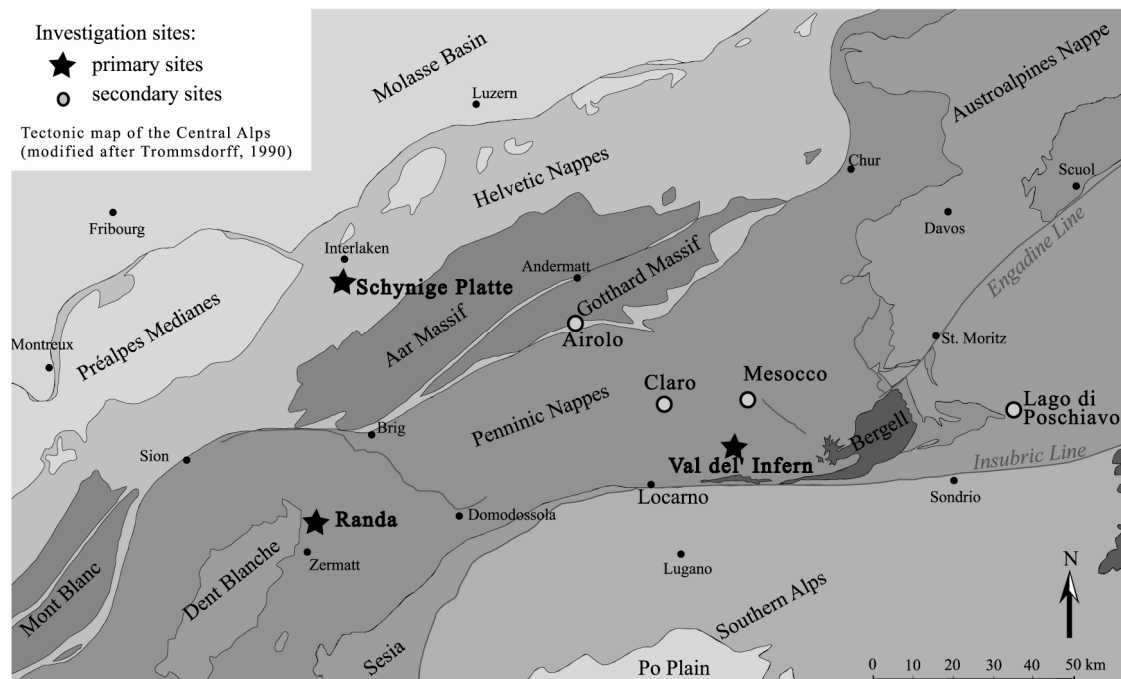 Investigation sites:
primary sites
secondary sites
Tectonic map of the Central Alps
(modified after Trommsdorff, 1990)
Molasse Basin
Luzern
Austroalpines Nappe
Helvetic Nappes
Chur
Scuol
Fribourg
Davos
Interlaken
Engadine Line
Schynige Platte
Andermatt
Gotthard Massif
Préalpes Medianes
Aar Massif
Airolo
Montreux
St. Moritz
Claro
Mesocco
Lago di
Poschiavo
Penninic Nappes
Brig
Bergell
Sion
Val del' Infern
Insubric Line
Locarno
Sondrio
Randa
Domodossola
Zermatt
Dent Blanche
Lugano
N
Mont Blanc
Southern Alps
Sesia
Po Plain
0 10 20 30 40 50 km